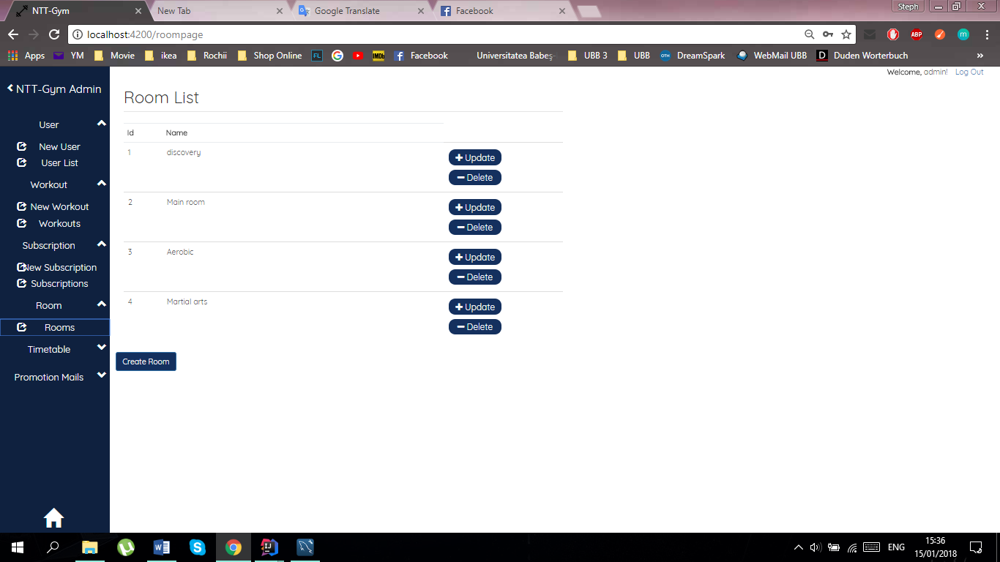 NTT-Gym
New Tab
Google Translate
Facebook
Steph
localhost:4200/roompage
ABP
m
Apps
YM
Movie
ikea
Rochii
Shop Online
FL
IMDb
Facebook
Universitatea Babeș-
UBB 3
UBB
OTH
DreamSpark
WebMail UBB
D
Duden Worterbuch
»
Welcome, admin! Log Out
NTT-Gym Admin
User
New User
User List
Workout
New Workout
Workouts
Subscription
New Subscription
Subscriptions
Room
Rooms
Timetable
Promotion Mails
Room List
Id Name
1 discovery
Update
Delete
2 Main room
Update
Delete
3 Aerobic
Update
Delete
4 Martial arts
Update
Delete
Create Room
W
S
IJ
ENG
15:36
15/01/2018